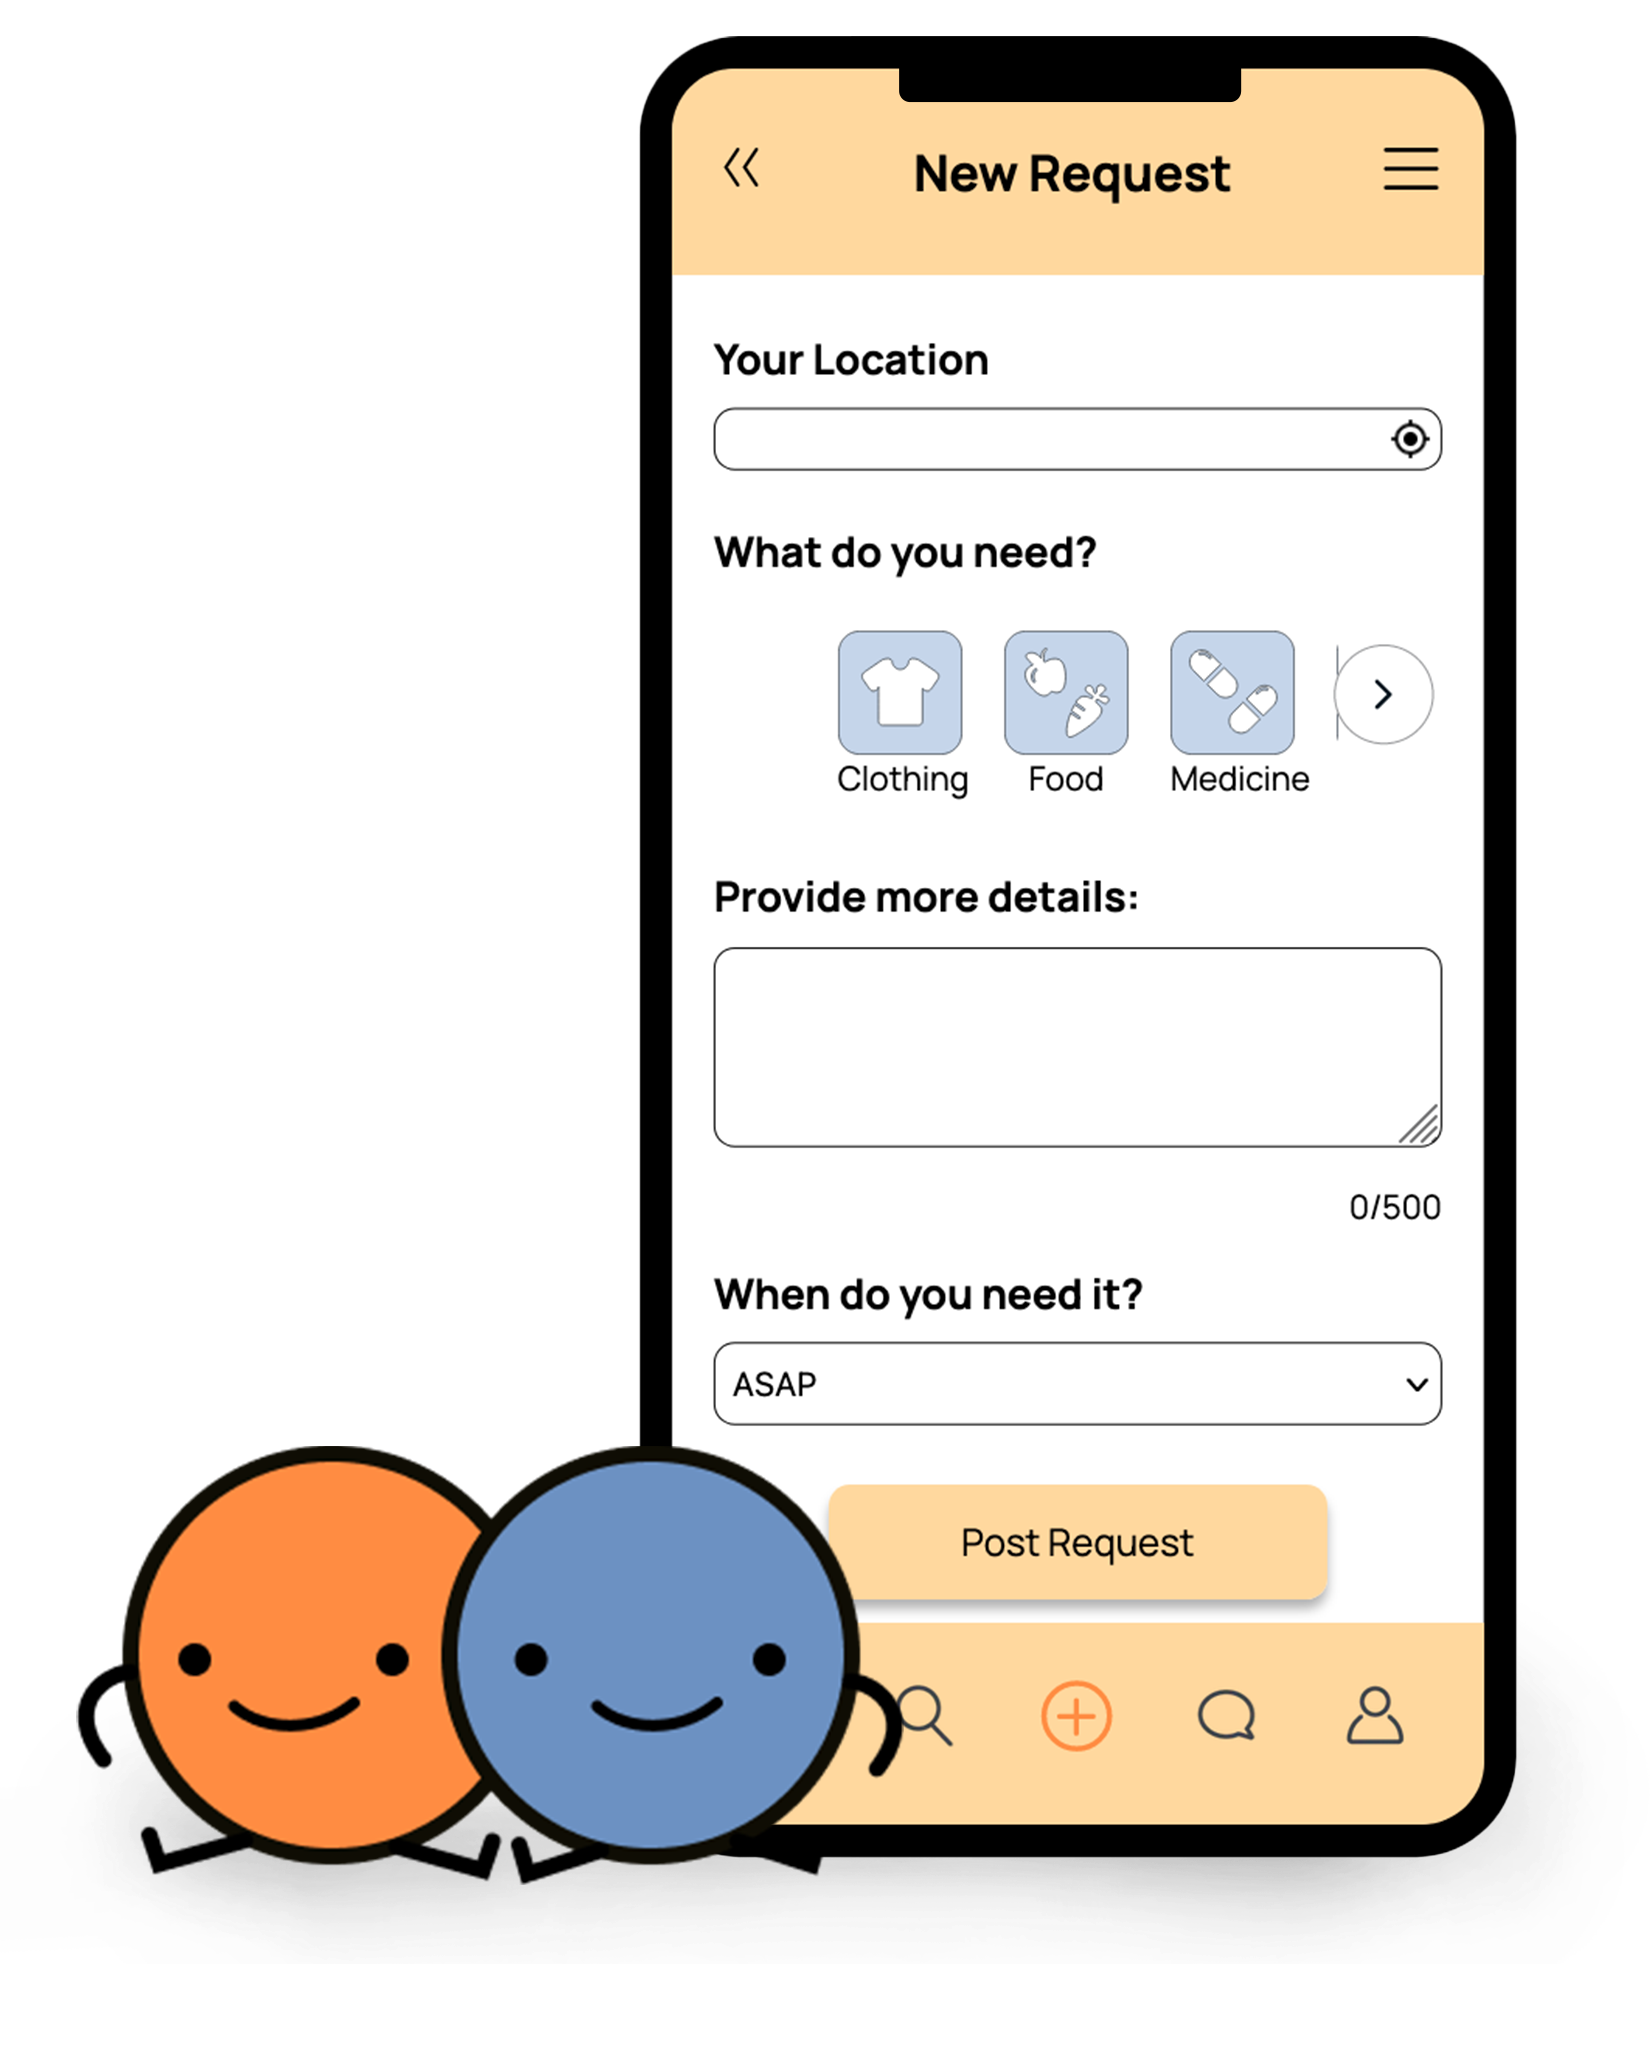 New Request
Your Location
What do you need?
Clothing Food Medicine
Provide more details:
0/500
When do you need it?
ASAP
Post Request